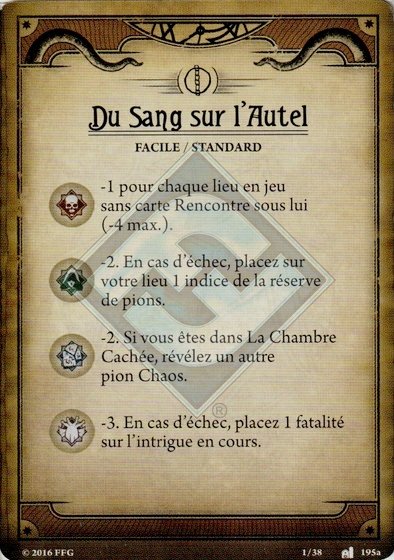 Du Sang sur l'Autel
FACILE / STANDARD
-1 pour chaque lieu en jeu
sans carte Rencontre sous lui
(-4 max.).
-2. En cas d'échec, placez sur
votre lieu 1 indice de la réserve
de pions.
-2. Si vous êtes dans La Chambre
Cachée, révélez un autre
pion Chaos.
-3. En cas d'échec, placez 1 fatalité
sur l'intrigue en cours.
®
© 2016 FFG
1/38
195a